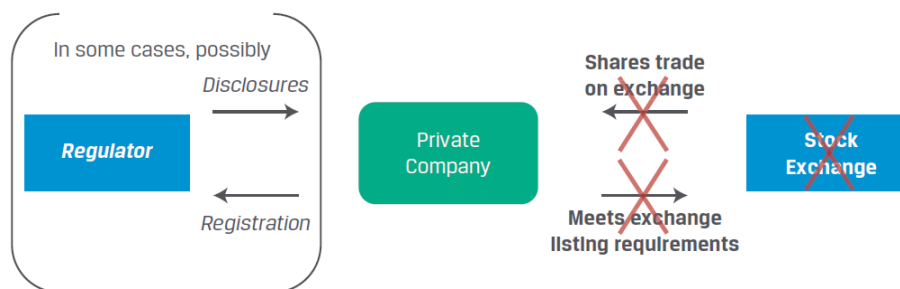 In some cases, possibly
Disclosures
Regulator
Registration
Private
Company
Shares trade
on exchange
Meets exchange
listing requirements
Stock
Exchange